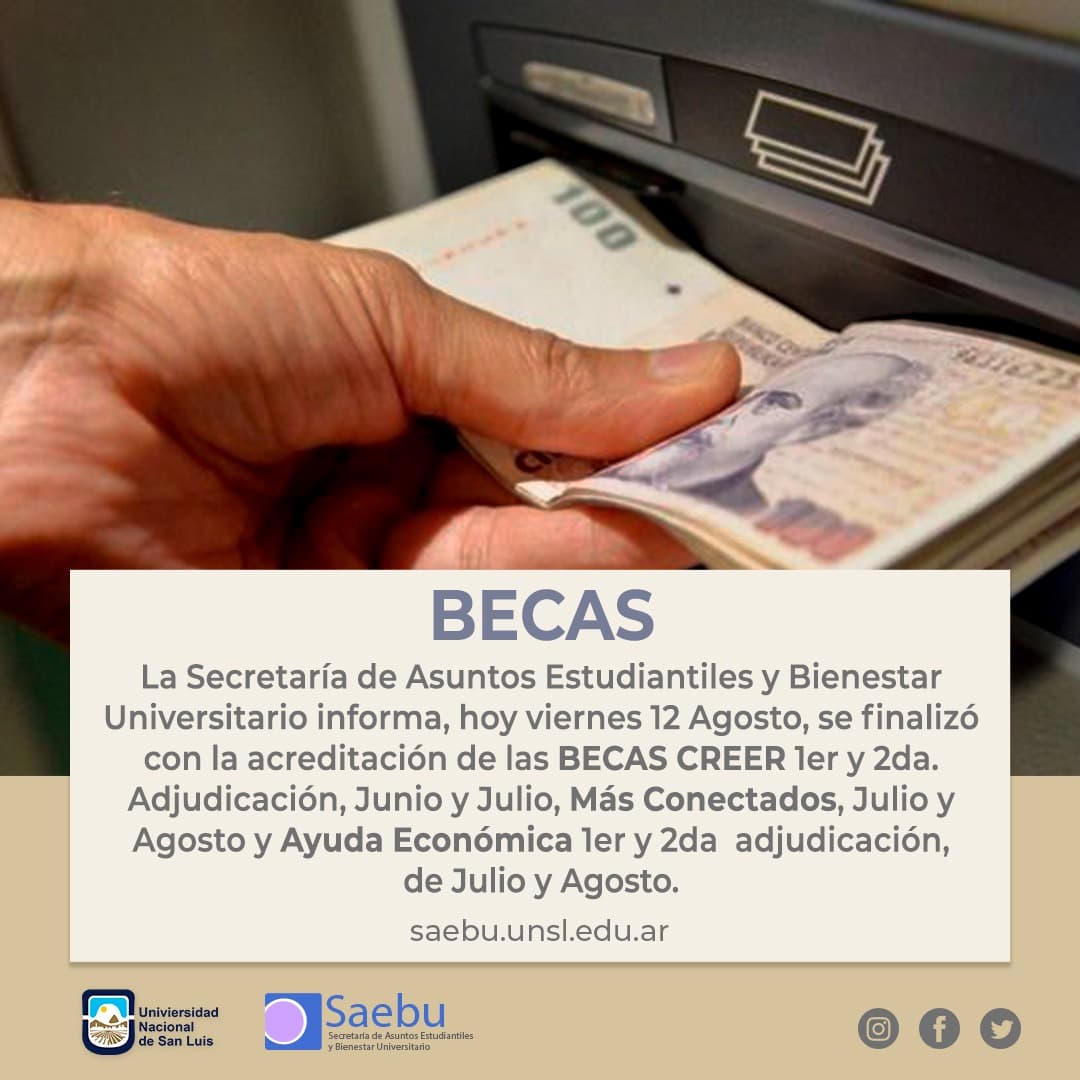 100
BECAS
La Secretaría de Asuntos Estudiantiles y Bienestar
Universitario informa, hoy viernes 12 Agosto, se finalizó
con la acreditación de las BECAS CREER 1er y 2da.
Adjudicación, Junio y Julio, Más Conectados, Julio y
Agosto y Ayuda Económica 1er y 2da adjudicación,
de Julio y Agosto.
saebu.unsl.edu.ar
Univiersidad
Nacional
de San Luis
Saebu
Secretaría de Asuntos Estudiantiles
y Bienestar Universitario